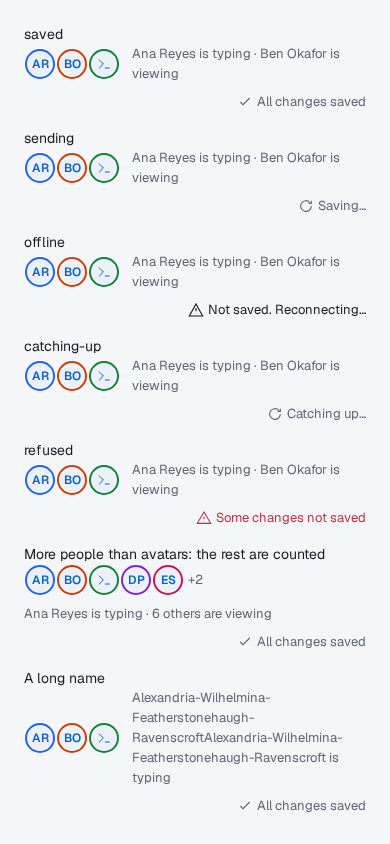 saved
AR BO >_ Ana Reyes is typing · Ben Okafor is
viewing
All changes saved
sending
AR BO >_ Ana Reyes is typing · Ben Okafor is
viewing
Saving…
offline
AR BO >_ Ana Reyes is typing · Ben Okafor is
viewing
Not saved. Reconnecting…
catching-up
AR BO >_ Ana Reyes is typing · Ben Okafor is
viewing
Catching up…
refused
AR BO >_ Ana Reyes is typing · Ben Okafor is
viewing
Some changes not saved
More people than avatars: the rest are counted
AR BO >_ DP ES +2
Ana Reyes is typing · 6 others are viewing
All changes saved
A long name
Alexandria-Wilhelmina-
Featherstonehaugh-
AR BO >_ RavenscroftAlexandria-Wilhelmina-
Featherstonehaugh-Ravenscroft is
typing
All changes saved